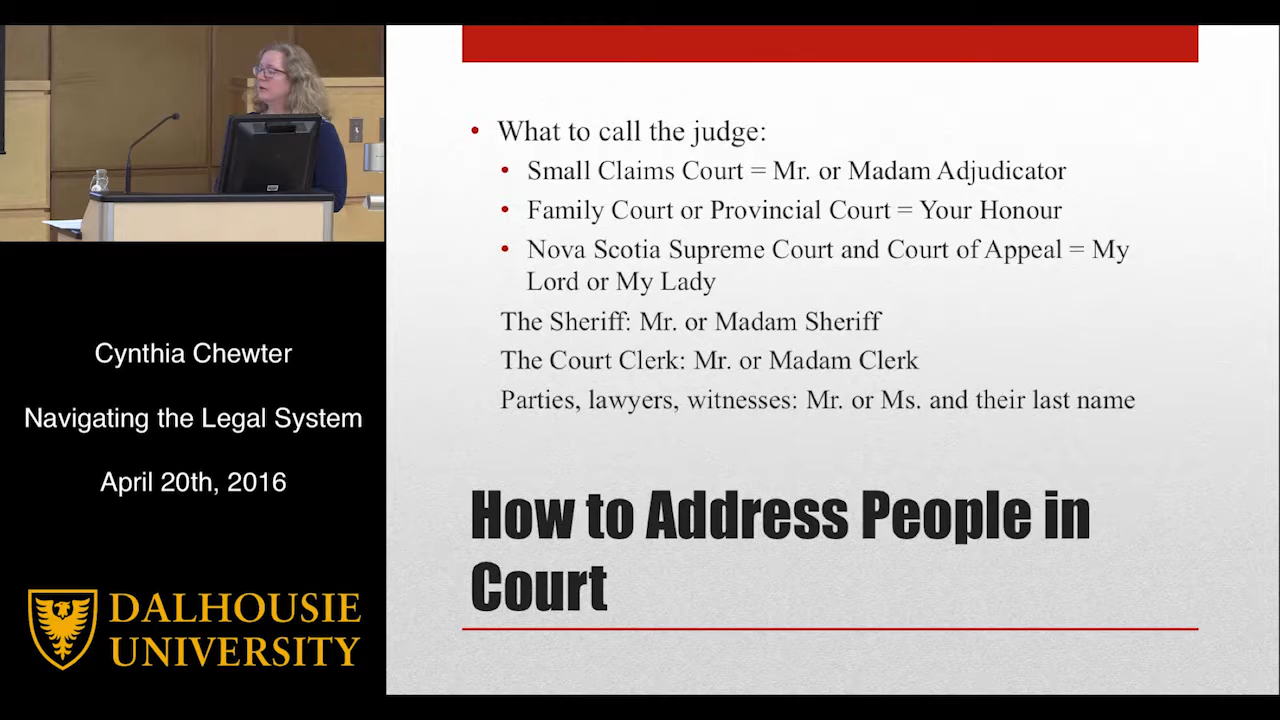 • What to call the judge:
• Small Claims Court = Mr. or Madam Adjudicator
• Family Court or Provincial Court = Your Honour
• Nova Scotia Supreme Court and Court of Appeal = My
Lord or My Lady
The Sheriff: Mr. or Madam Sheriff
The Court Clerk: Mr. or Madam Clerk
Parties, lawyers, witnesses: Mr. or Ms. and their last name
How to Address People in
Court
Cynthia Chewter
Navigating the Legal System
April 20th, 2016
DALHOUSIE
UNIVERSITY